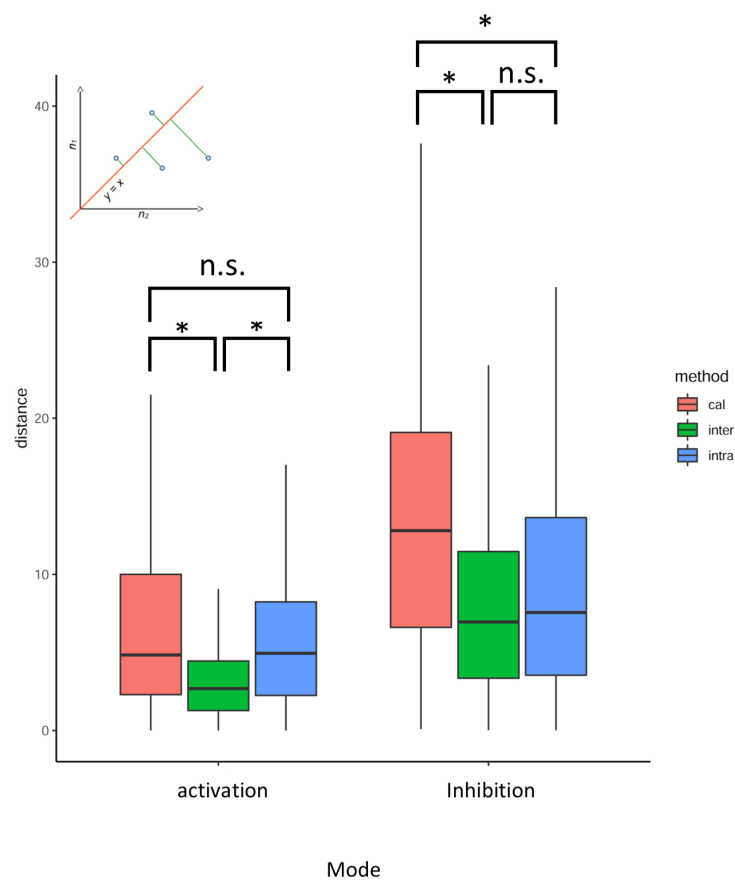 *
* n.s.
40
n₁
y = x
n₂
30
n.s.
* *
distance
20
method
cal
inter
intra
10
0
activation Inhibition
Mode